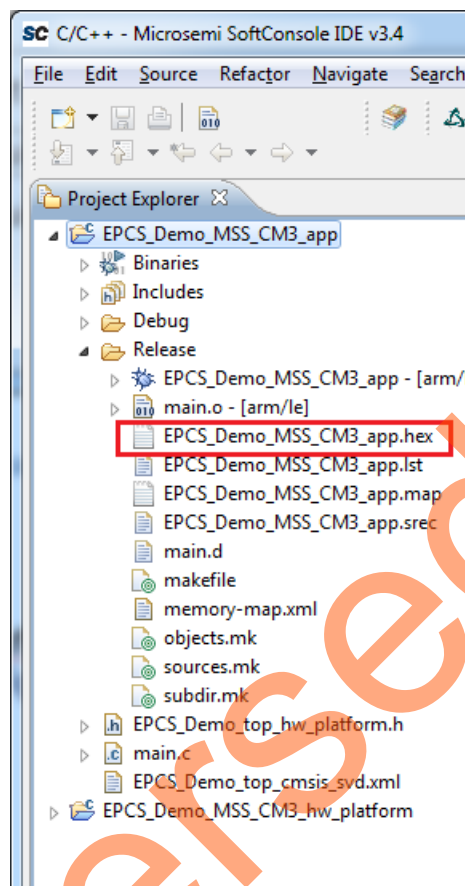 SC C/C++ - Microsemi SoftConsole IDE v3.4
File Edit Source Refactor Navigate Search
010
Project Explorer
EPCS_Demo_MSS_CM3_app
Binaries
Includes
Debug
Release
EPCS_Demo_MSS_CM3_app - [arm/
main.o - [arm/le]
EPCS_Demo_MSS_CM3_app.hex
EPCS_Demo_MSS_CM3_app.lst
EPCS_Demo_MSS_CM3_app.map
EPCS_Demo_MSS_CM3_app.srec
main.d
makefile
memory-map.xml
objects.mk
sources.mk
subdir.mk
EPCS_Demo_top_hw_platform.h
main.c
EPCS_Demo_top_cmsis_svd.xml
EPCS_Demo_MSS_CM3_hw_platform